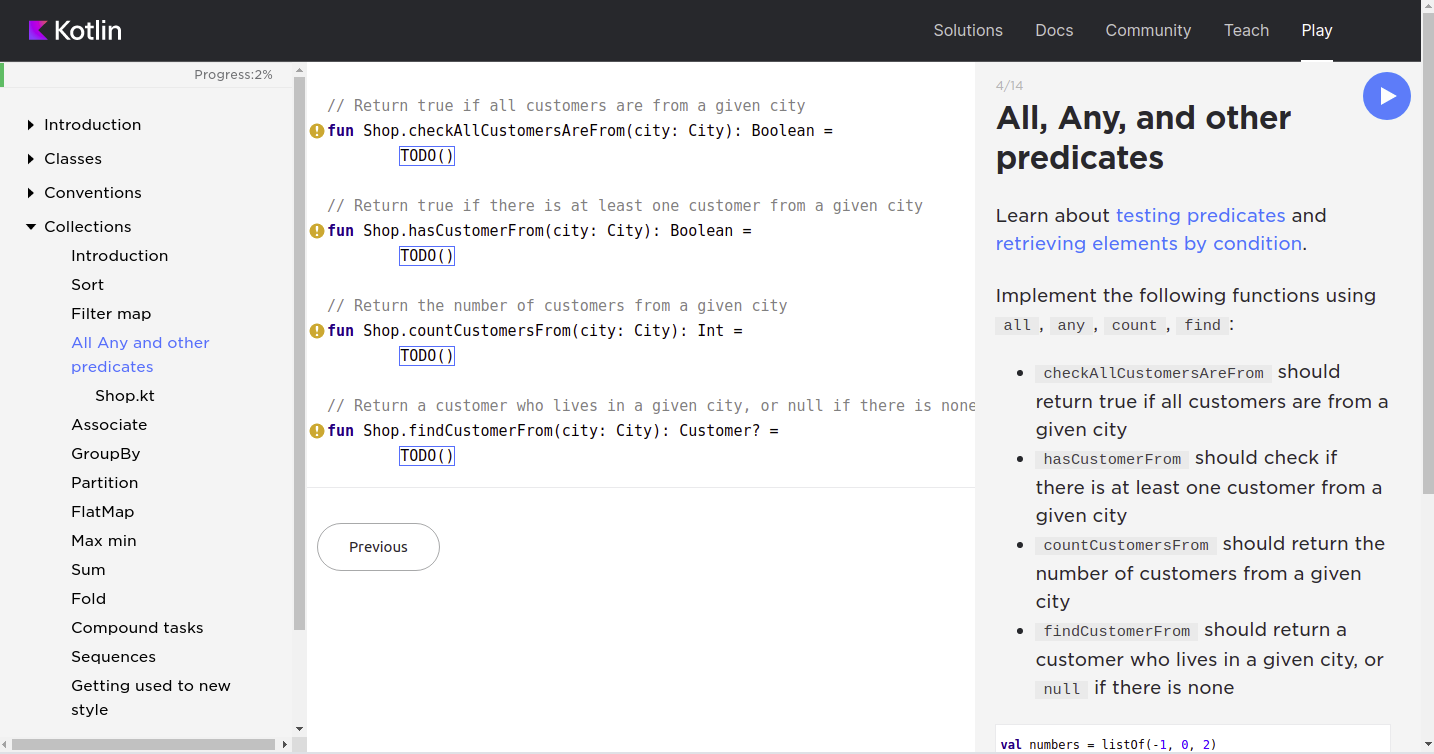 Kotlin
Solutions
Docs
Community
Teach
Play
Progress:2%
Introduction
Classes
Conventions
Collections
Introduction
Sort
Filter map
All Any and other
predicates
Shop.kt
Associate
GroupBy
Partition
FlatMap
Max min
Sum
Fold
Compound tasks
Sequences
Getting used to new
style
// Return true if all customers are from a given city
fun Shop.checkAllCustomersAreFrom(city: City): Boolean =
TODO()
// Return true if there is at least one customer from a given city
fun Shop.hasCustomerFrom(city: City): Boolean =
TODO()
// Return the number of customers from a given city
fun Shop.countCustomersFrom(city: City): Int =
TODO()
// Return a customer who lives in a given city, or null if there is none
fun Shop.findCustomerFrom(city: City): Customer? =
TODO()
Previous
4/14
All, Any, and other
predicates
Learn about testing predicates and
retrieving elements by condition.
Implement the following functions using
all, any, count, find:
checkAllCustomersAreFrom should
return true if all customers are from a
given city
hasCustomerFrom should check if
there is at least one customer from a
given city
countCustomersFrom should return the
number of customers from a given
city
findCustomerFrom should return a
customer who lives in a given city, or
null if there is none
val numbers = listOf(-1, 0, 2)